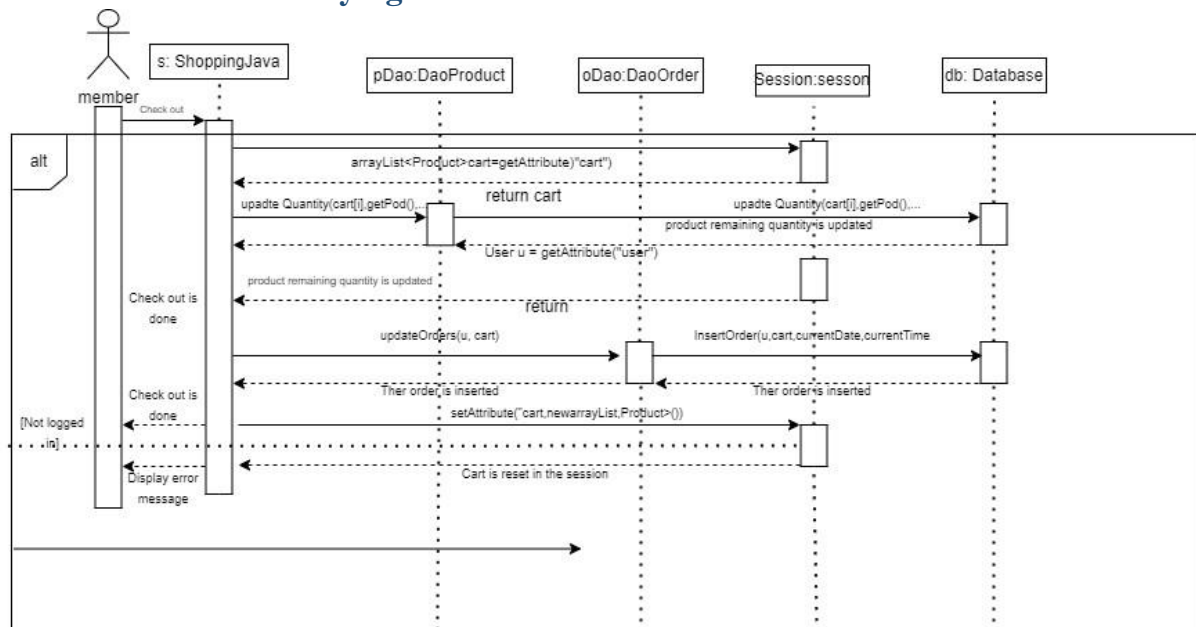 s: ShoppingJava
pDao:DaoProduct
oDao:DaoOrder
Session:sesson
db: Database
member
Check out
alt
arrayList<Product>cart=getAttribute)"cart")
return cart
upadte Quantity(cart[i].getPod(),...
upadte Quantity(cart[i].getPod(),...
product remaining quantity is updated
User u = getAttribute("user")
product remaining quantity is updated
Check out is
done
return
updateOrders(u, cart)
InsertOrder(u,cart,currentDate,currentTime
Ther order is inserted
Ther order is inserted
Check out is
done
setAttribute("cart,newarrayList,Product>())
[Not logged
in]
Cart is reset in the session
Display error
message